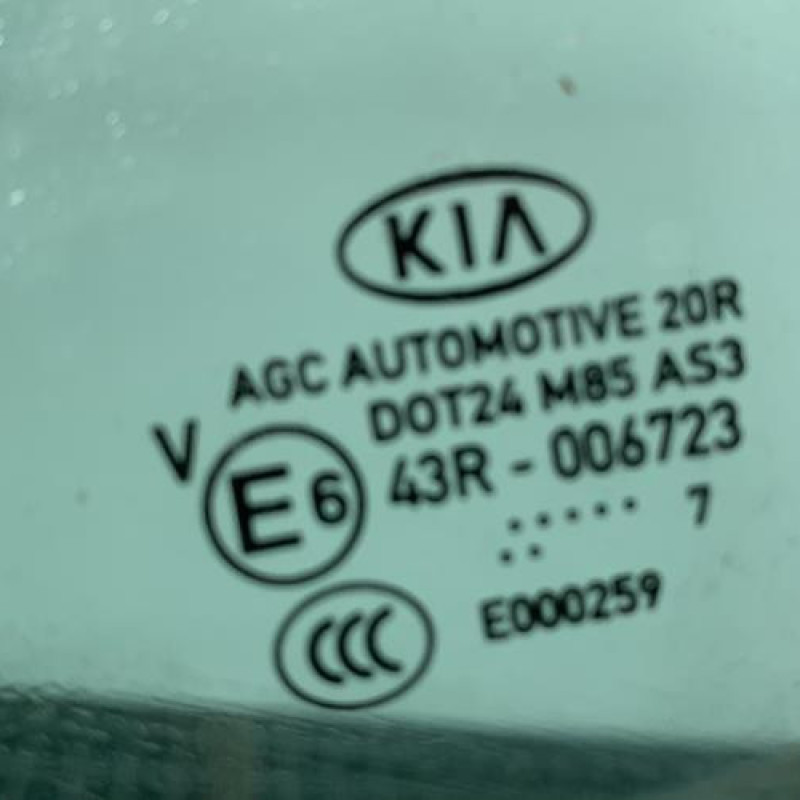 KIA
AGC AUTOMOTIVE 20R
DOT24 M85 AS3
V
E6 43R - 006723
7
CCC E000259